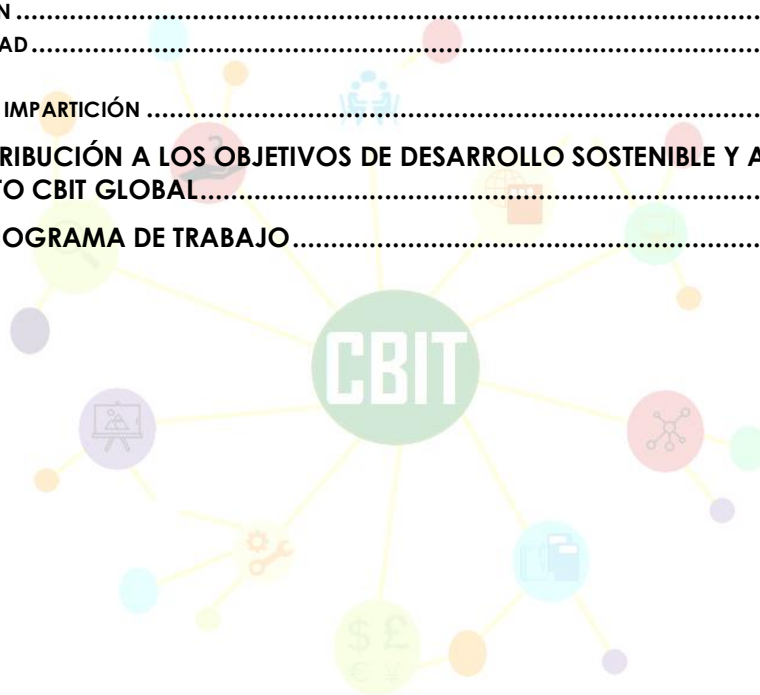 N ..............................................................................................................
AD ............................................................................................................
IMPARTICIÓN ...............................................................................................
RIBUCIÓN A LOS OBJETIVOS DE DESARROLLO SOSTENIBLE Y A
TO CBIT GLOBAL...........................................................................
OGRAMA DE TRABAJO..............................................................
CBIT
$ £
€ ¥